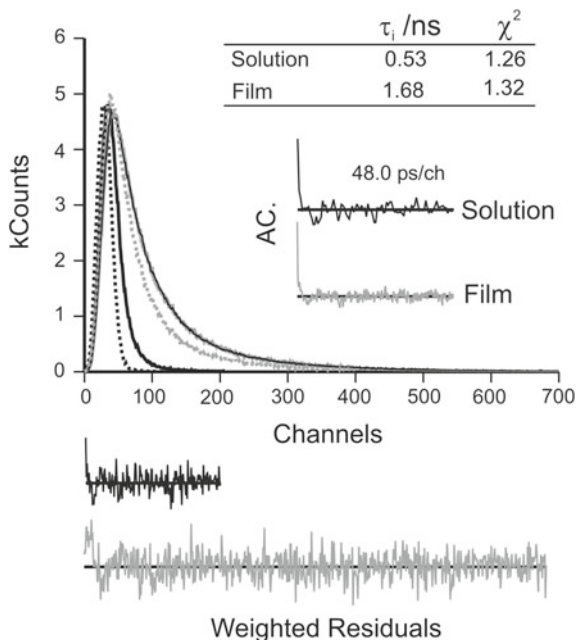 τi /ns χ2
Solution 0.53 1.26
Film 1.68 1.32
6
5
4
3
2
1
0
kCounts
48.0 ps/ch
AC.
Solution
Film
0 100 200 300 400 500 600 700
Channels
Weighted Residuals